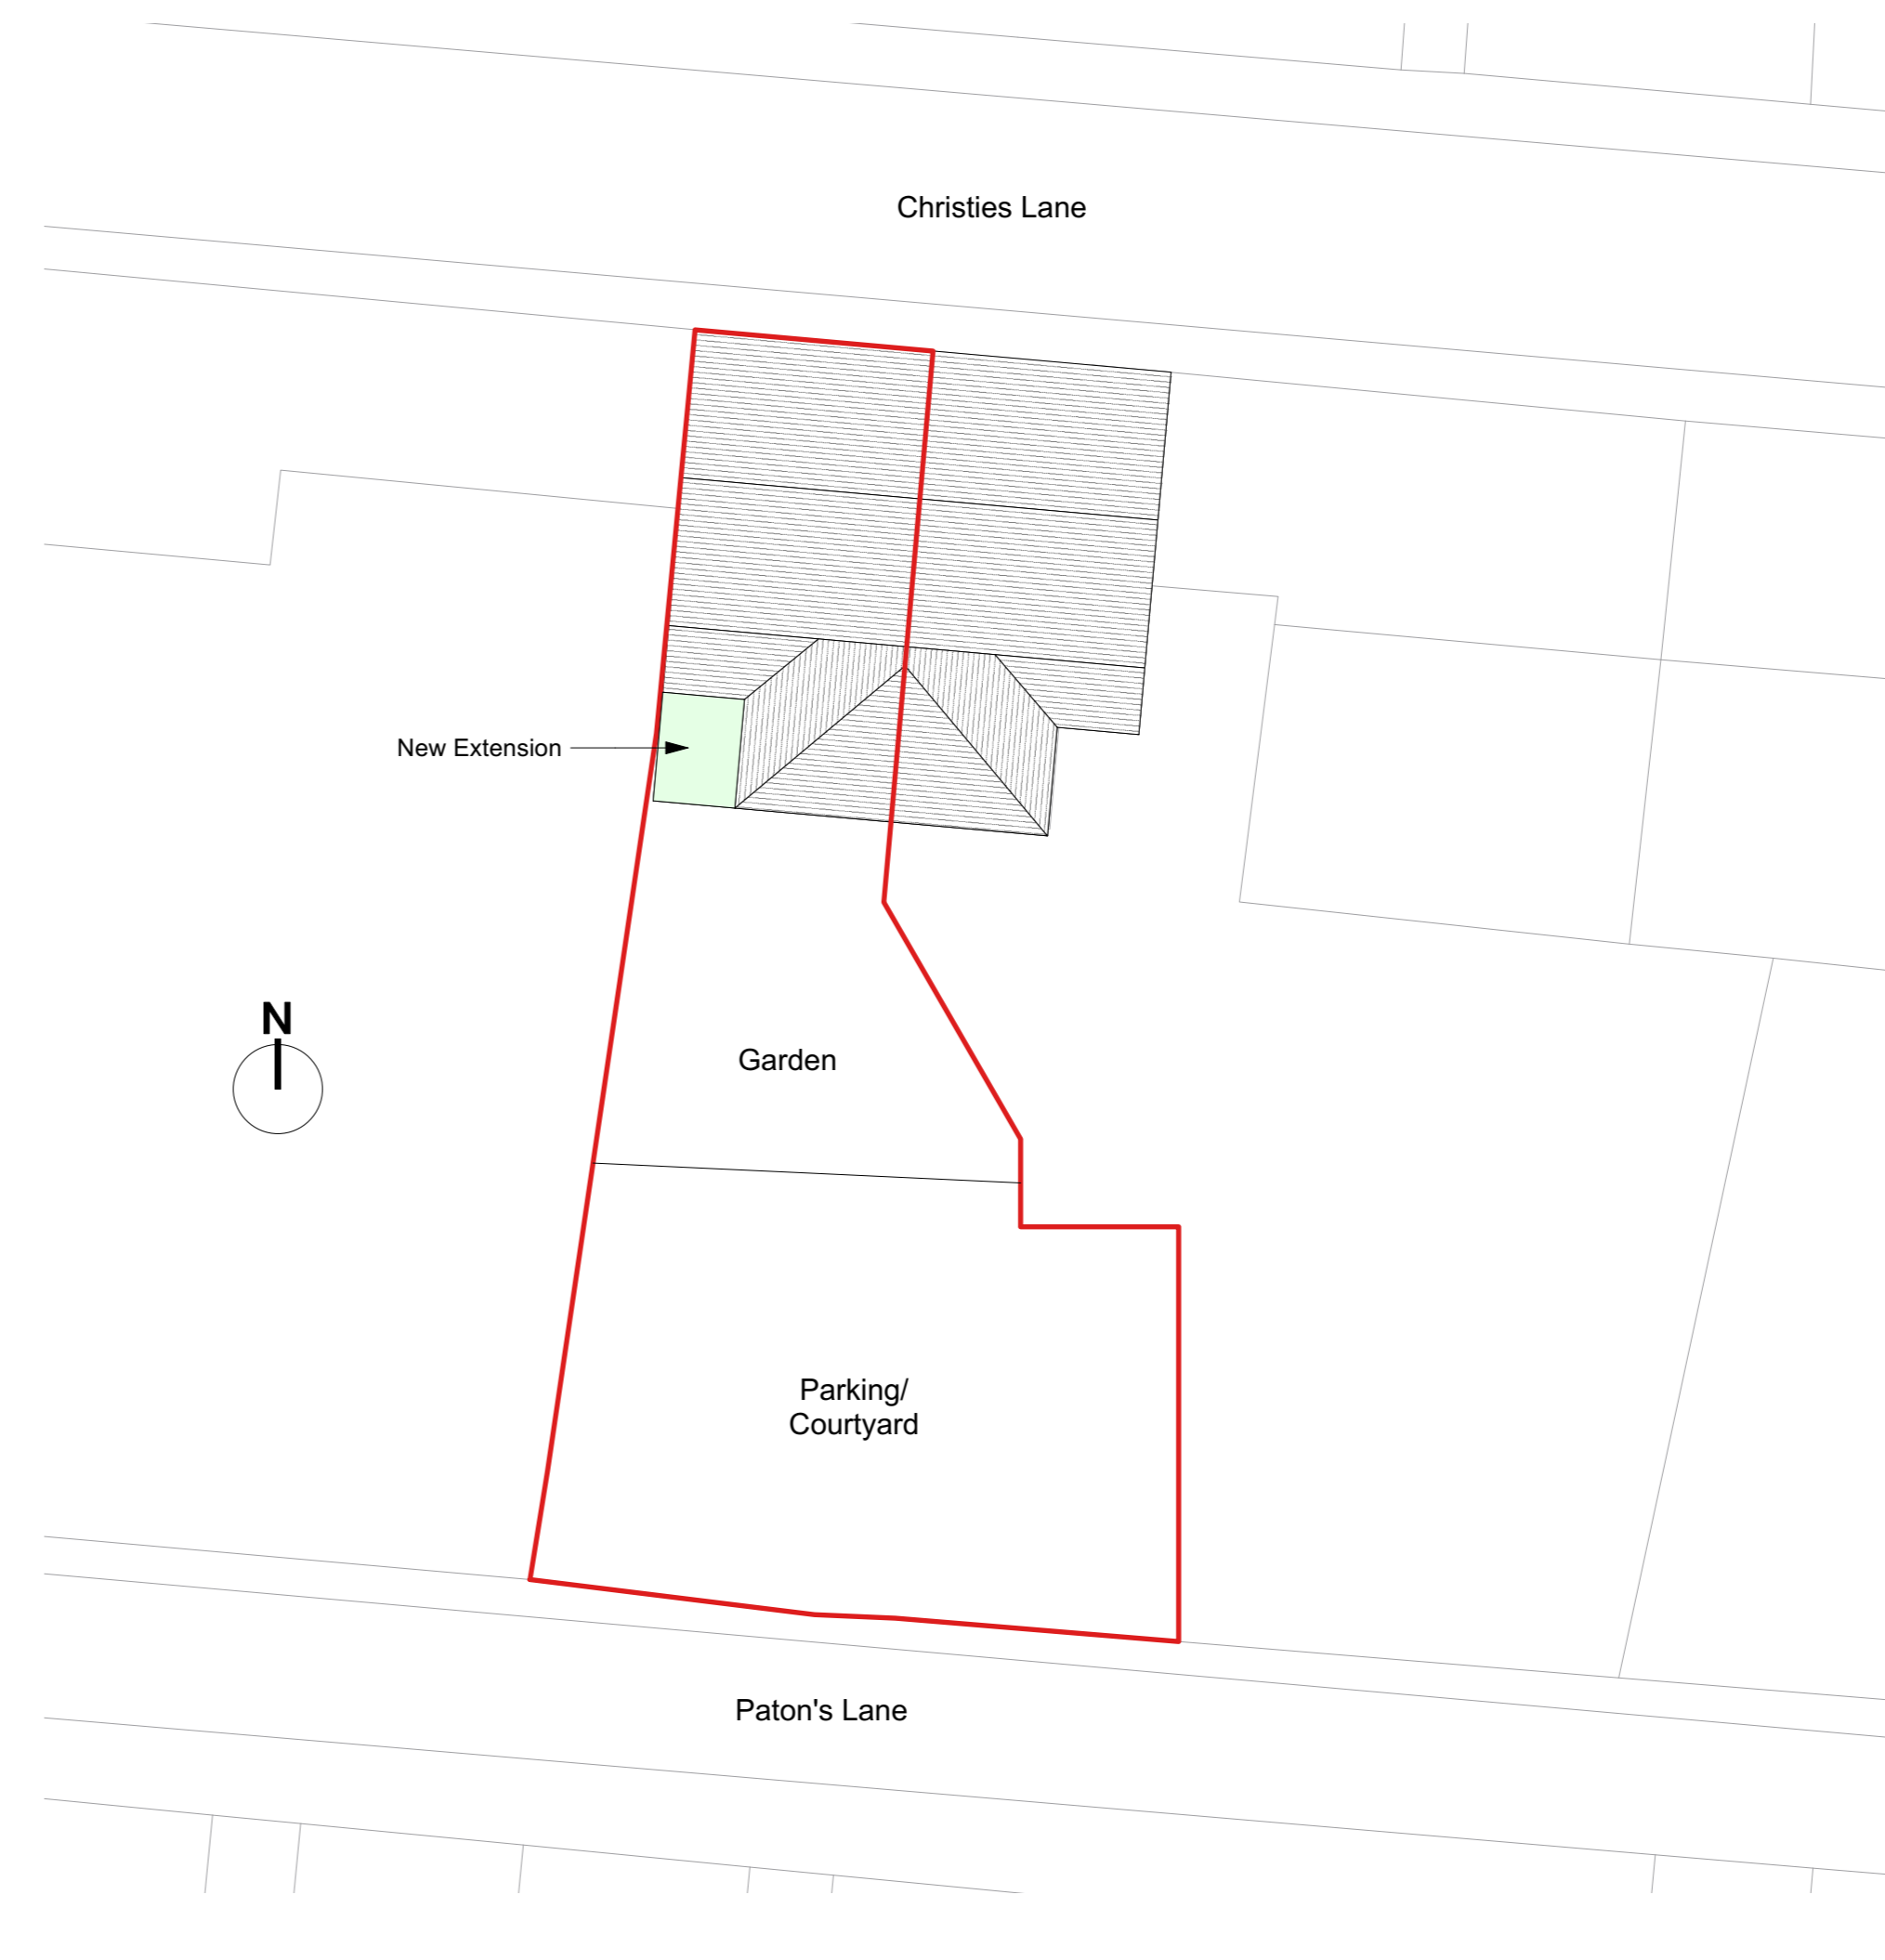 Christies Lane
New Extension
N
Garden
Parking/
Courtyard
Paton's Lane